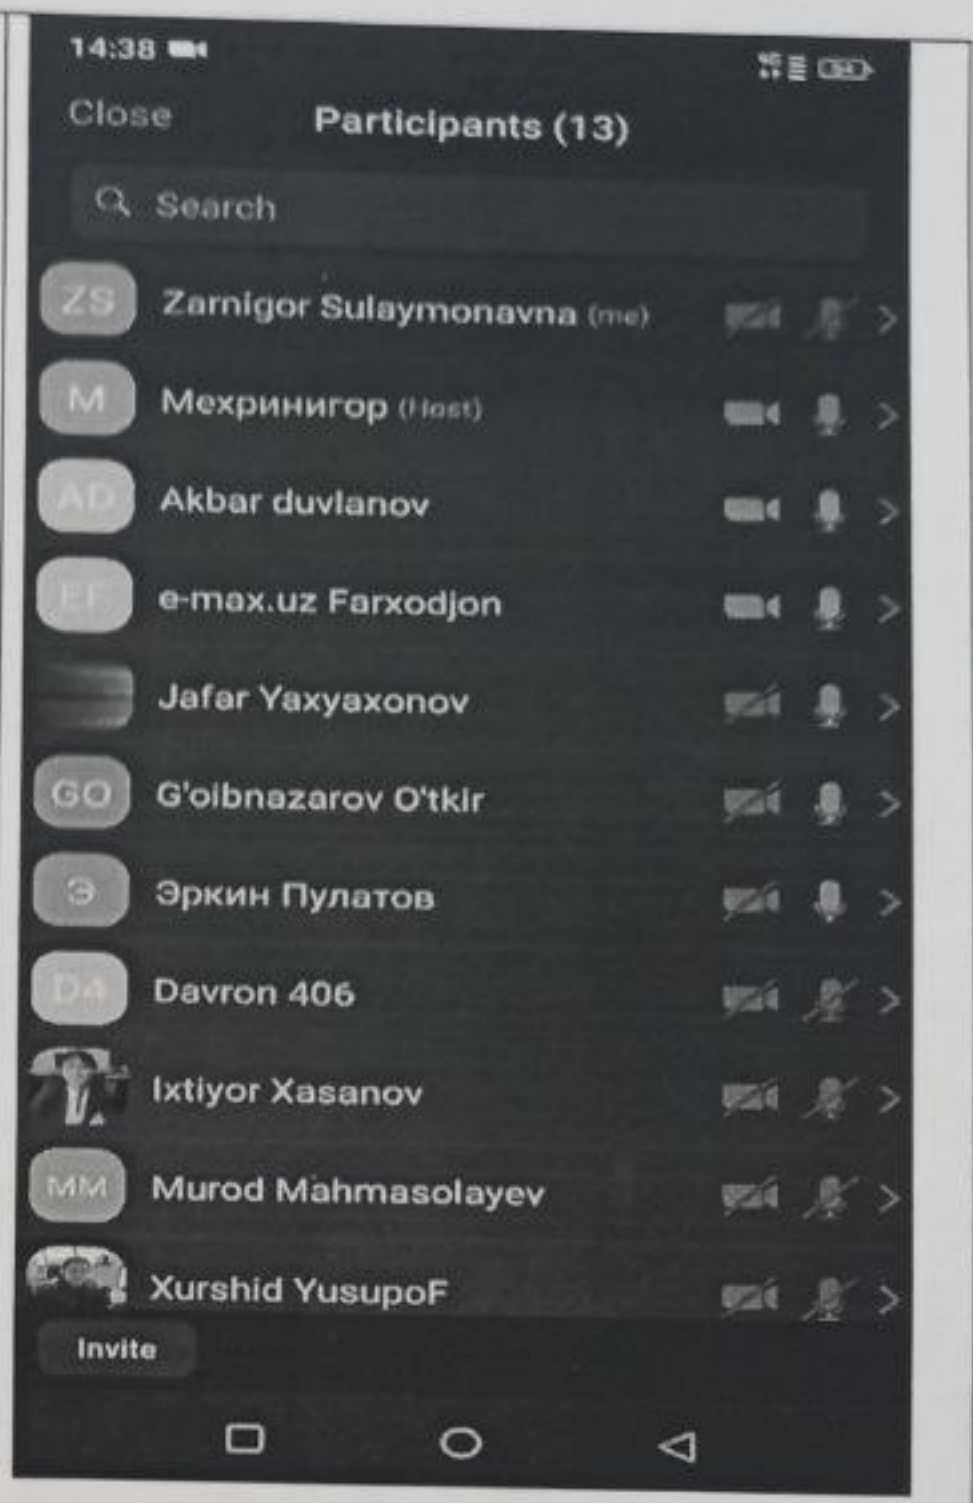 14:38
Close Participants (13)
Search
ZS Zarnigor Sulaymonavna (me)
M Мехринигор (Host)
AD Akbar duvlanov
EF e-max.uz Farxodjon
Jafar Yaxyaxonov
GO G'oibnazarov O'tkir
Э Эркин Пулатов
D4 Davron 406
Ixtiyor Xasanov
MM Murod Mahmasolayev
Xurshid YusupoF
Invite